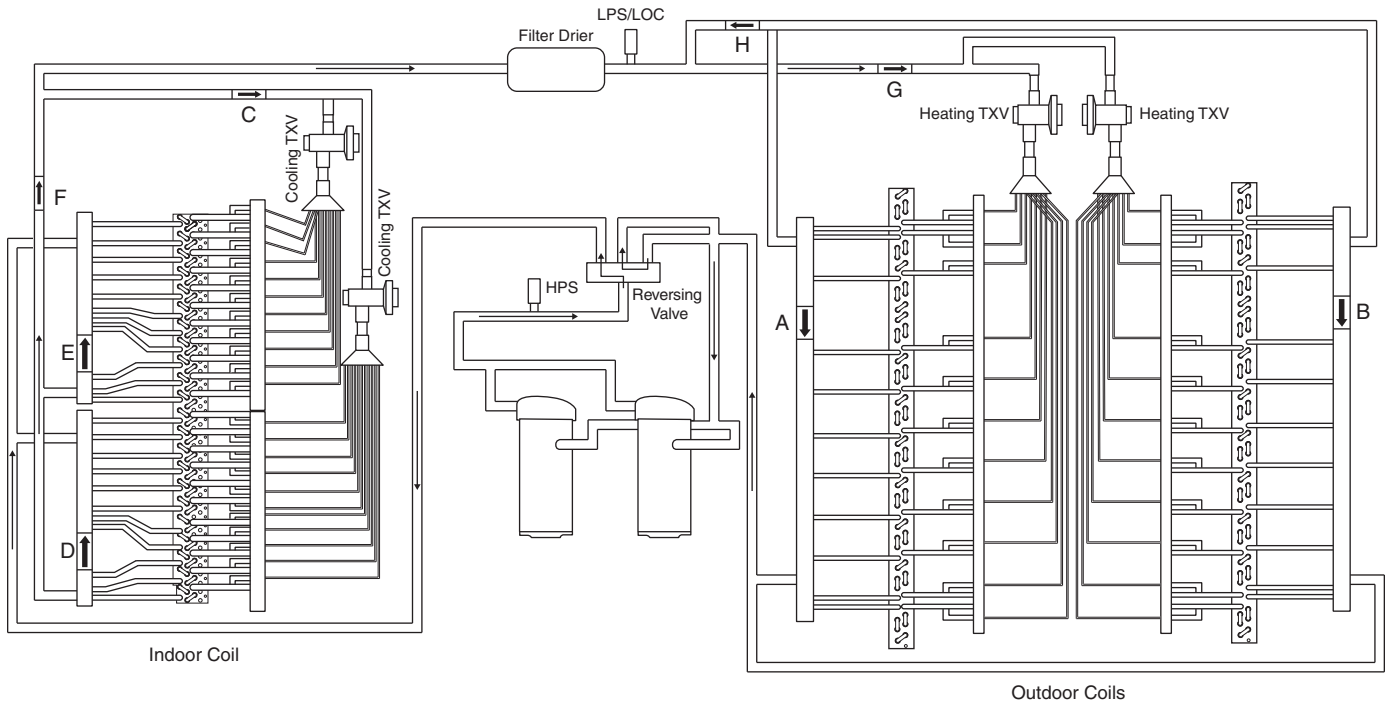 LPS/LOC
Filter Drier
H
G
C
Cooling TXV
Heating TXV
Heating TXV
F
Cooling TXV
HPS
Reversing
Valve
A
B
E
D
Indoor Coil
Outdoor Coils